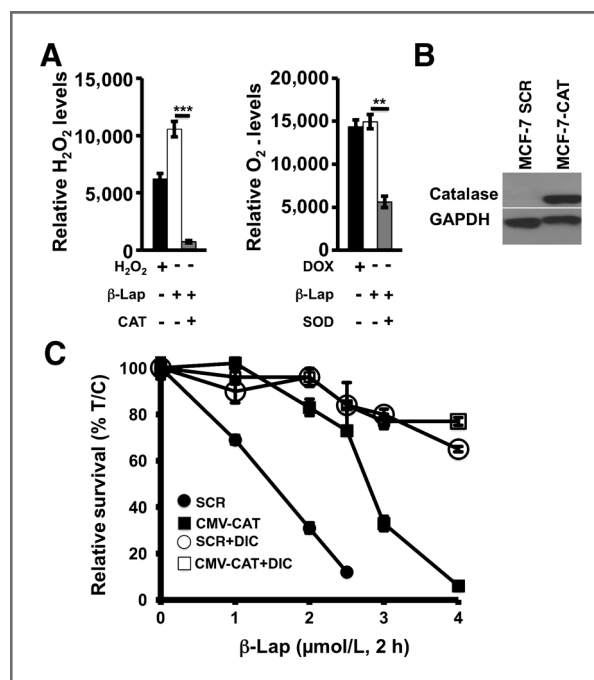 A
B
15,000
10,000
5,000
0
Relative H₂O₂ levels
***
H₂O₂ + - -
β-Lap - + +
CAT +
20,000
15,000
10,000
5,000
0
Relative O₂- levels
**
DOX + - -
β-Lap - + +
SOD +
MCF-7 SCR
MCF-7-CAT
Catalase
GAPDH
C
100
80
60
40
20
0
Relative survival (% T/C)
SCR
CMV-CAT
SCR+DIC
CMV-CAT+DIC
0 1 2 3 4
β-Lap (µmol/L, 2 h)